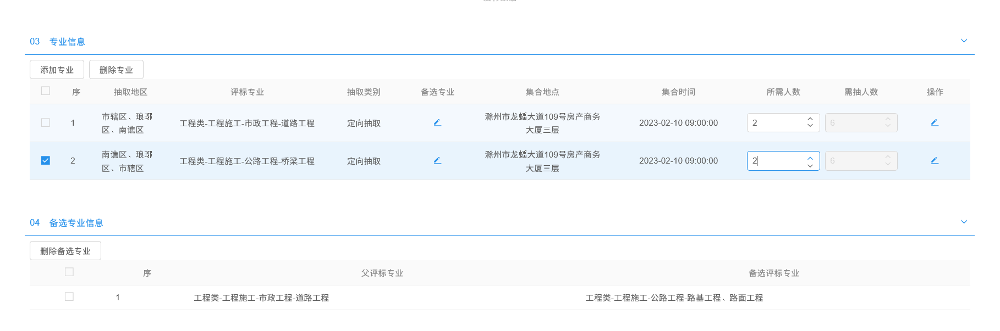 03 专业信息
添加专业 删除专业
序 抽取地区 评标专业 抽取类别 备选专业 集合地点 集合时间 所需人数 需抽人数 操作
1 市辖区、琅琊区、南谯区 工程类-工程施工-市政工程-道路工程 定向抽取 滁州市龙蟠大道109号房产商务大厦三层 2023-02-10 09:00:00 2 6
2 南谯区、琅琊区、市辖区 工程类-工程施工-公路工程-桥梁工程 定向抽取 滁州市龙蟠大道109号房产商务大厦三层 2023-02-10 09:00:00 2 6
04 备选专业信息
删除备选专业
序 父评标专业 备选评标专业
1 工程类-工程施工-市政工程-道路工程 工程类-工程施工-公路工程-路基工程、路面工程